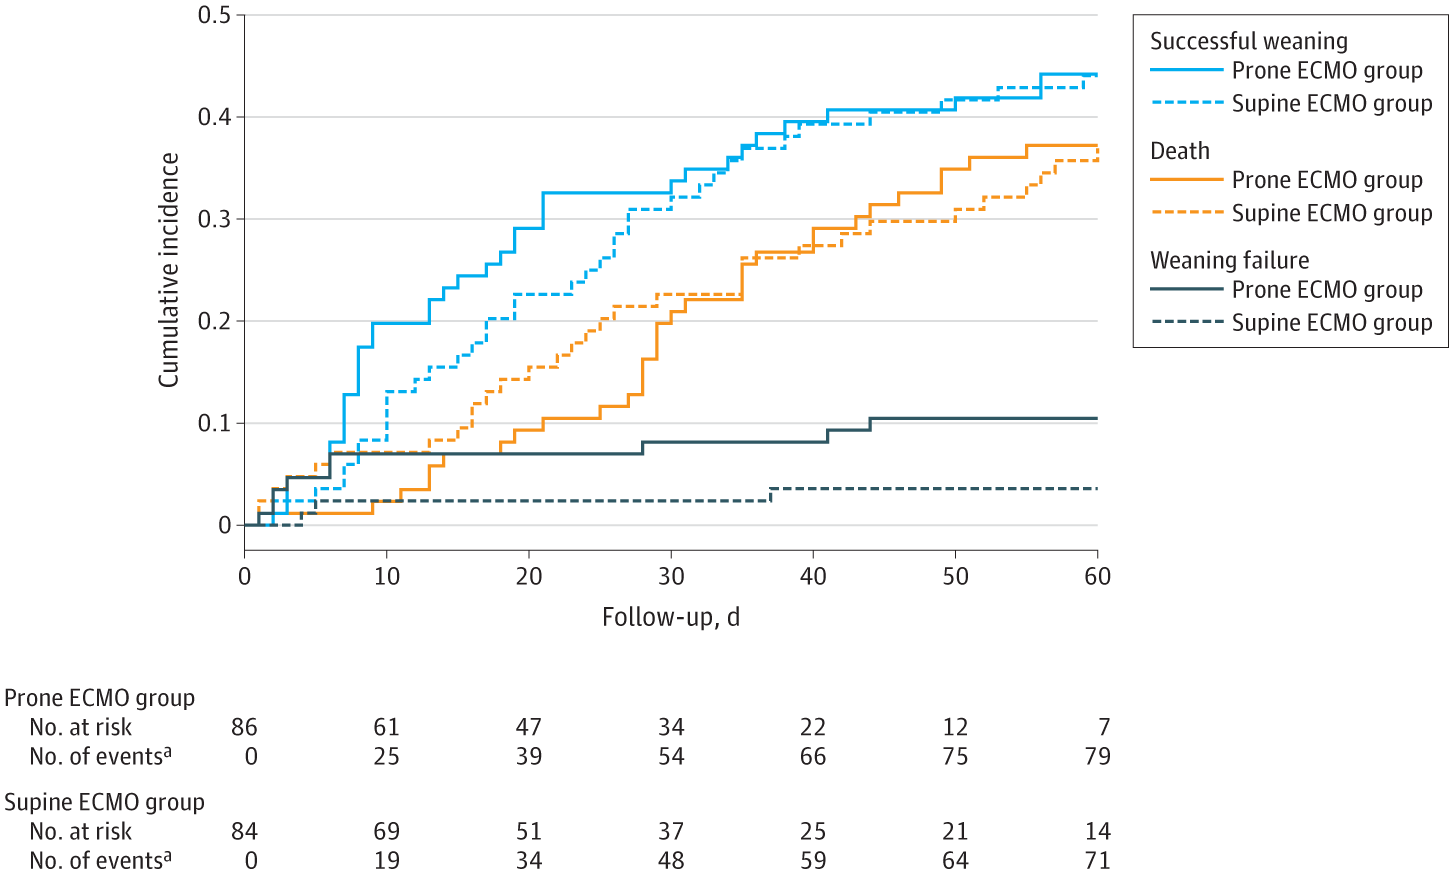 0.5
0.4
0.3
0.2
0.1
0
Cumulative incidence
0 10 20 30 40 50 60
Follow-up, d
Successful weaning
Prone ECMO group
Supine ECMO group
Death
Prone ECMO group
Supine ECMO group
Weaning failure
Prone ECMO group
Supine ECMO group
Prone ECMO group
No. at risk 86 61 47 34 22 12 7
No. of eventsᵃ 0 25 39 54 66 75 79
Supine ECMO group
No. at risk 84 69 51 37 25 21 14
No. of eventsᵃ 0 19 34 48 59 64 71